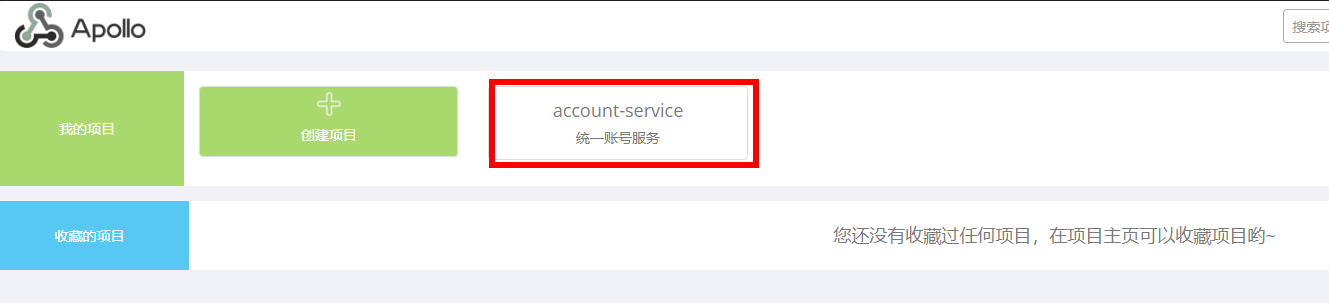 Apollo
搜索项
我的项目
创建项目
account-service
统一账号服务
收藏的项目
您还没有收藏过任何项目，在项目主页可以收藏项目哟~